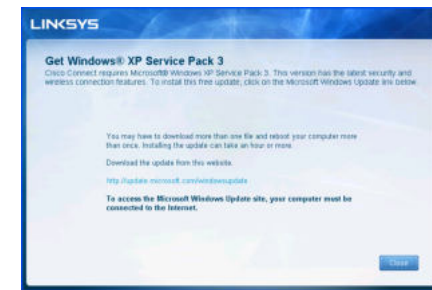 LINKSYS
Get Windows® XP Service Pack 3
Cisco Connect requires Microsoft® Windows XP Service Pack 3. This version has the latest security and
wireless connection features. To install this free update, click on the Microsoft Windows Update link below.
You may have to download more than one file and reboot your computer more
than once. Installing the update can take an hour or more.
Download the update from this website.
http://update.microsoft.com/windowsupdate
To access the Microsoft Windows Update site, your computer must be
connected to the Internet.
Close